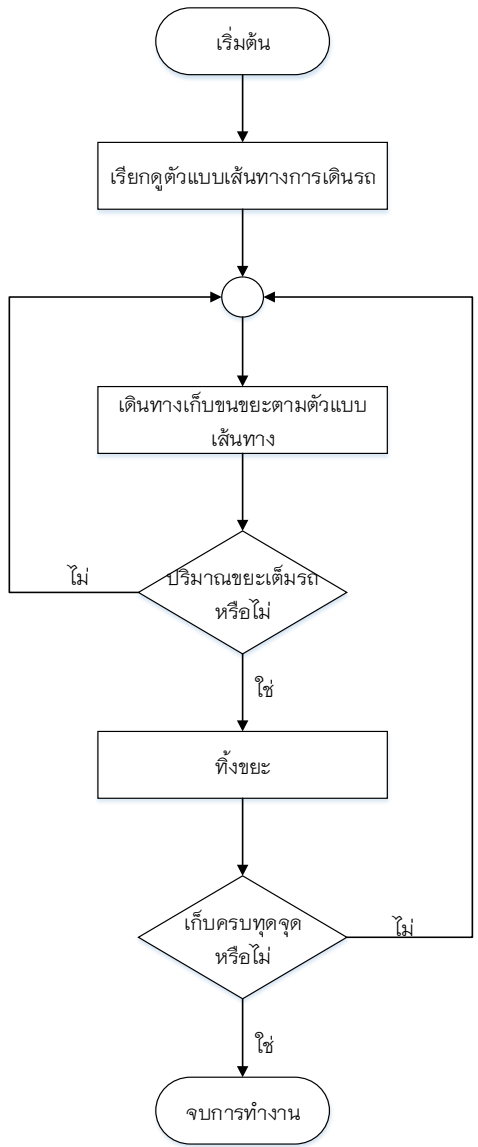 เริ่มต้น
เรียกดูตัวแบบเส้นทางการเดินรถ
เดินทางเก็บขนขยะตามตัวแบบ
เส้นทาง
ไม่
ปริมาณขยะเต็มรถ
หรือไม่
ใช่
ทิ้งขยะ
เก็บครบทุดจุด
หรือไม่
ไม่
ใช่
จบการทำงาน